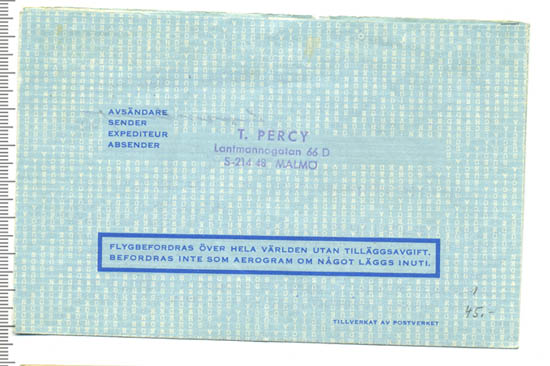 AVSÄNDARE
SENDER
EXPEDITEUR
ABSENDER
T. PERCY
Lantmannagatan 66 D
S-214 48 MALMÖ
FLYGBEFORDRAS ÖVER HELA VÄRLDEN UTAN TILLÄGGSAVGIFT.
BEFORDRAS INTE SOM AEROGRAM OM NÅGOT LÄGGS INUTI.
1
45.-
TILLVERKAT AV POSTVERKET